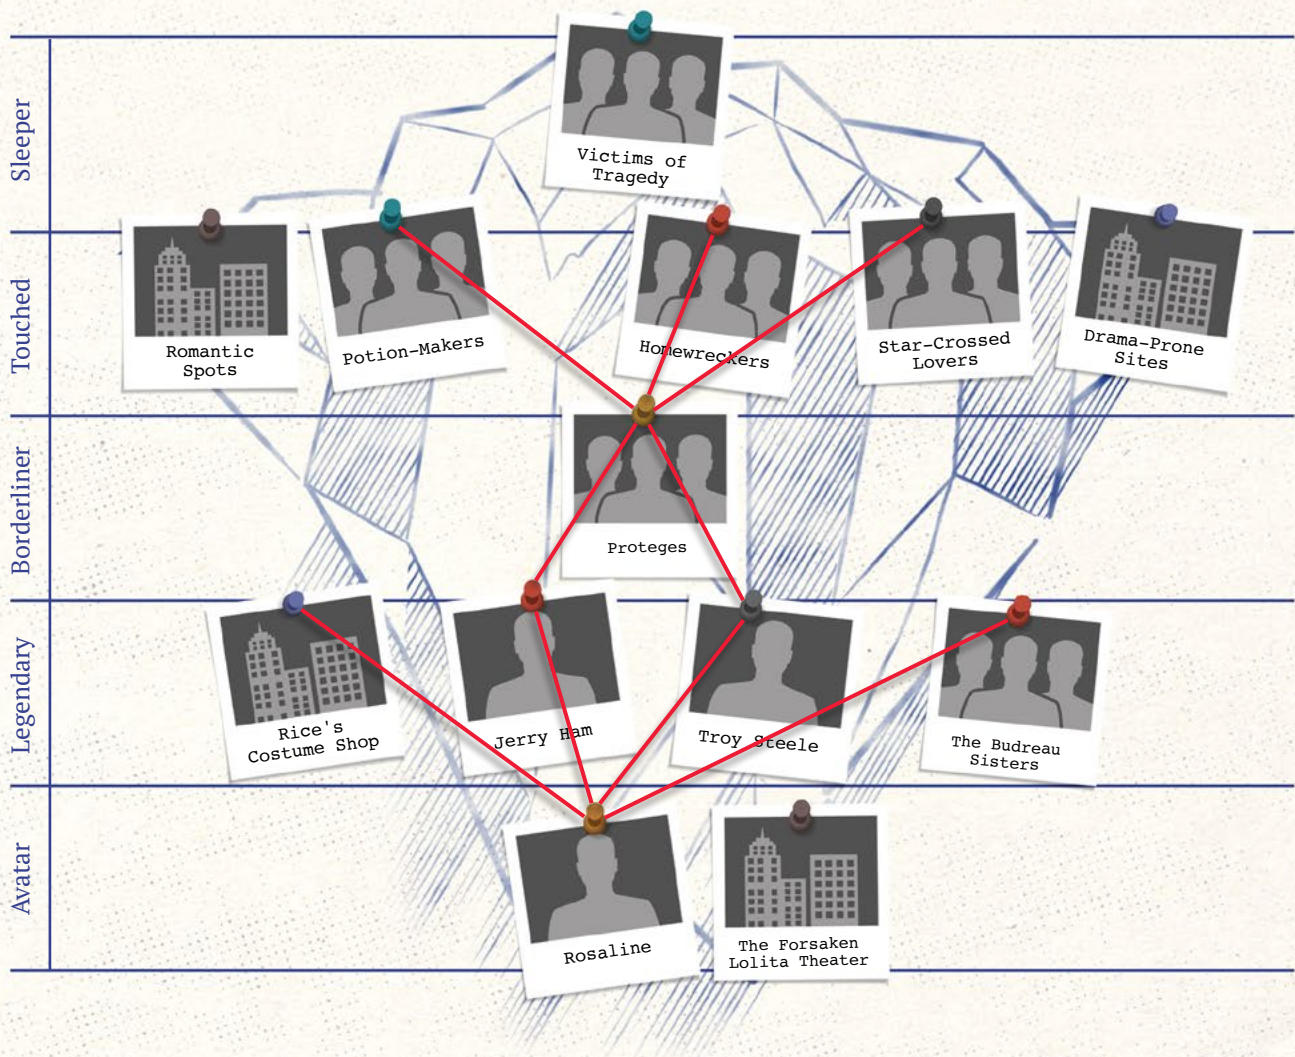 Sleeper
Victims of
Tragedy
Touched
Romantic
Spots
Potion-Makers
Homewreckers
Star-Crossed
Lovers
Drama-Prone
Sites
Borderliner
Proteges
Legendary
Rice's
Costume Shop
Jerry Ham
Troy Steele
The Budreau
Sisters
Avatar
Rosaline
The Forsaken
Lolita Theater